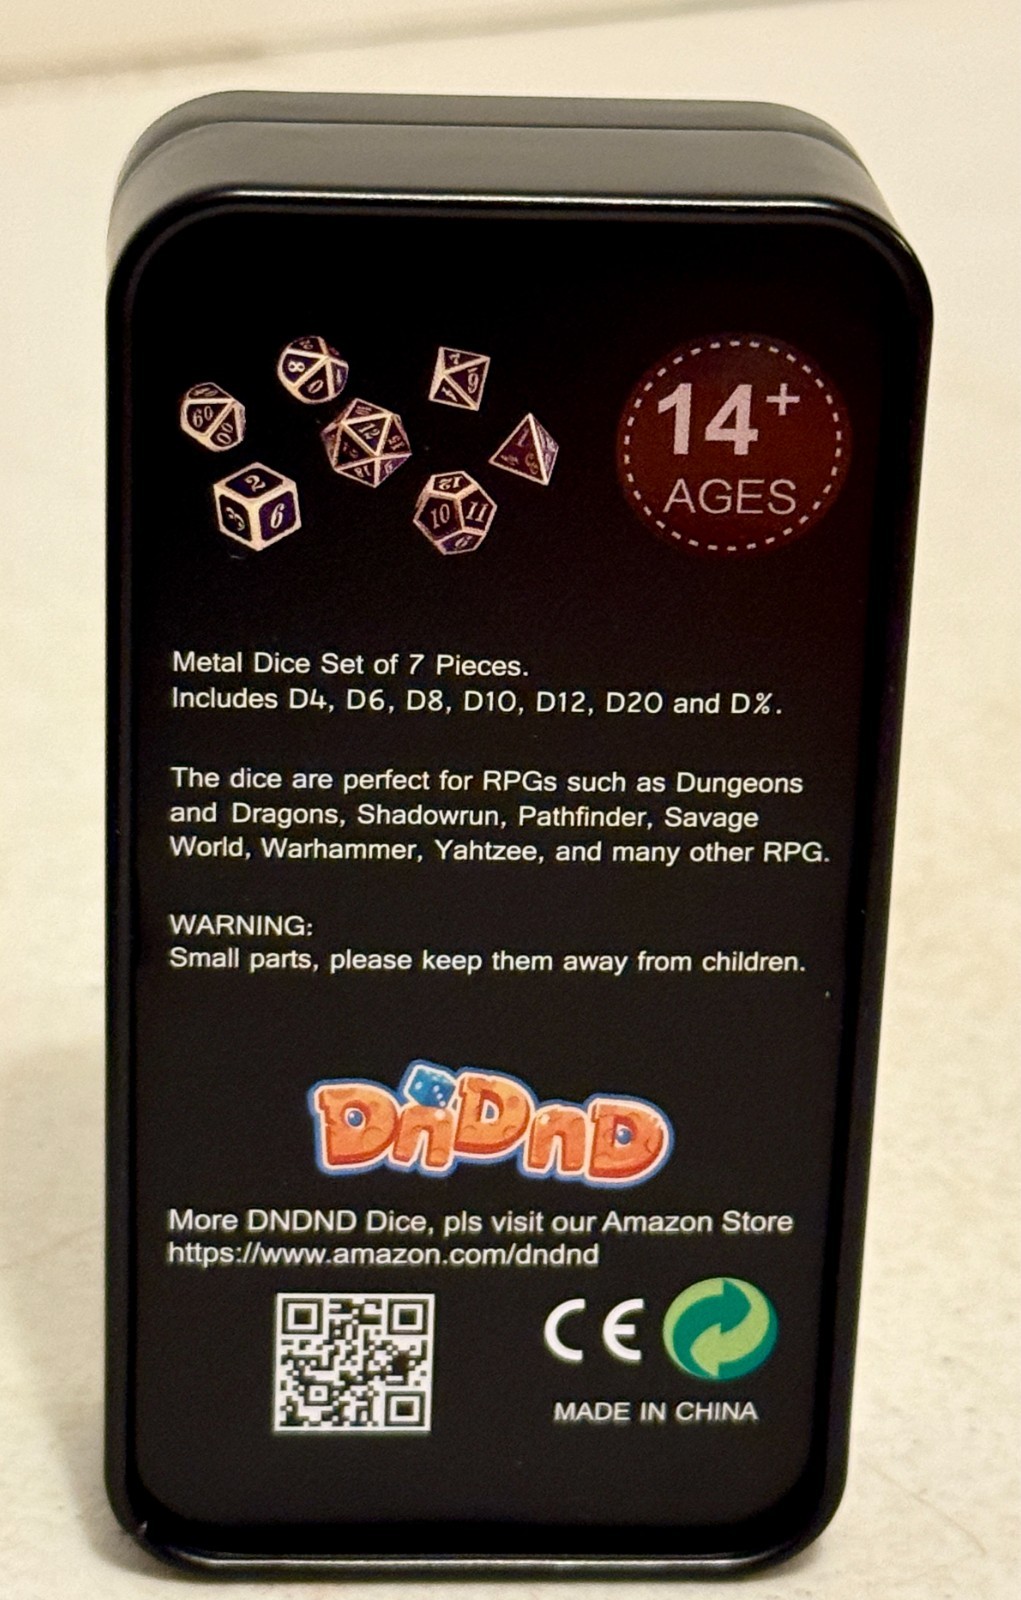 14+
AGES
Metal Dice Set of 7 Pieces.
Includes D4, D6, D8, D10, D12, D20 and D%.
The dice are perfect for RPGs such as Dungeons
and Dragons, Shadowrun, Pathfinder, Savage
World, Warhammer, Yahtzee, and many other RPG.
WARNING:
Small parts, please keep them away from children.
DnDnD
More DNDND Dice, pls visit our Amazon Store
https://www.amazon.com/dndnd
CE
MADE IN CHINA